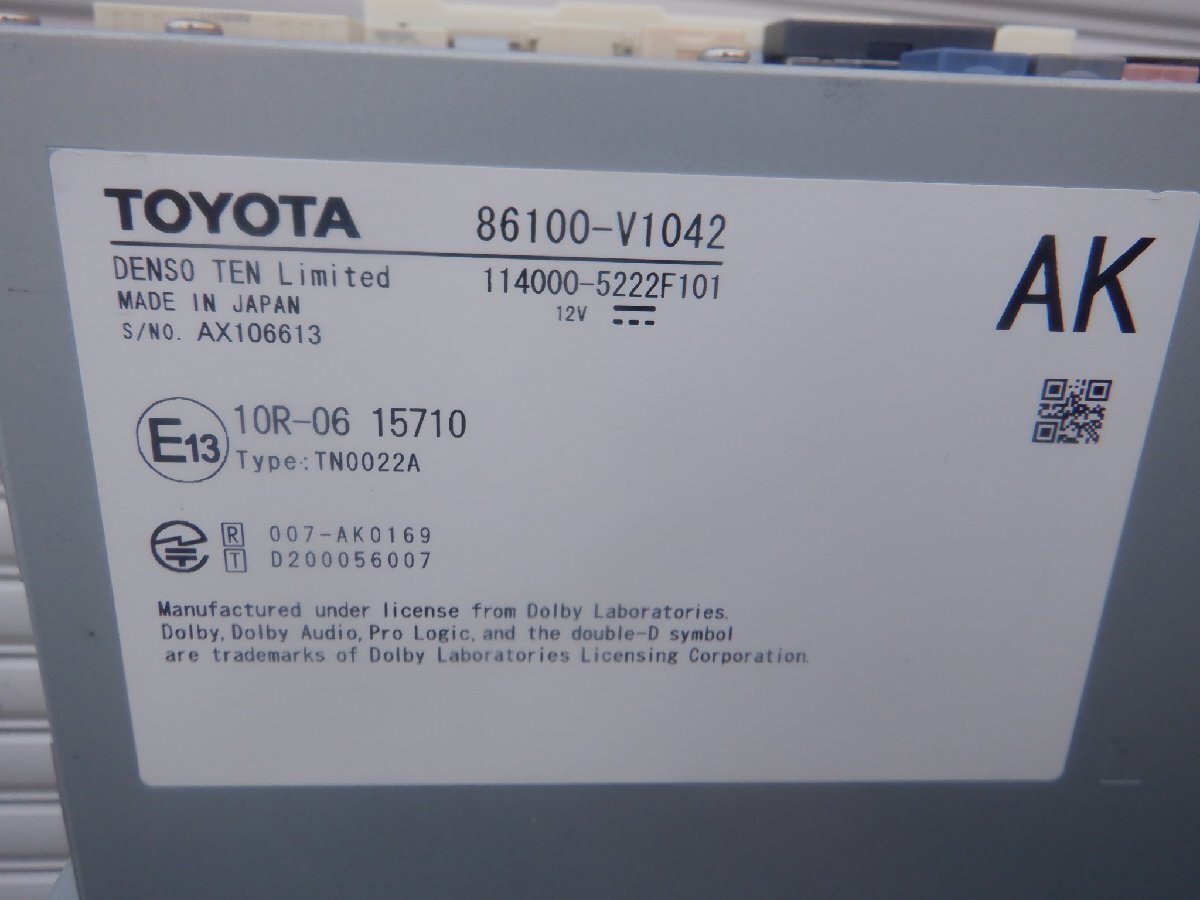 TOYOTA 86100-V1042
DENSO TEN Limited 114000-5222F101
MADE IN JAPAN 12V
S/NO. AX106613
AK
E13 10R-06 15710
Type:TN0022A
R 007-AK0169
T D200056007
Manufactured under license from Dolby Laboratories.
Dolby, Dolby Audio, Pro Logic, and the double-D symbol
are trademarks of Dolby Laboratories Licensing Corporation.